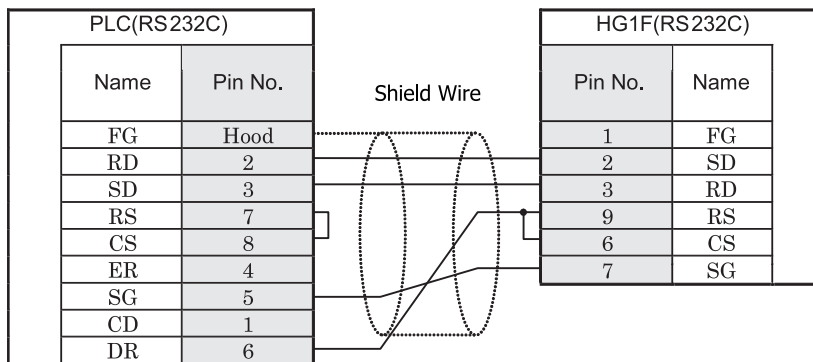 PLC(RS232C)
HG1F(RS232C)
Name Pin No.
Shield Wire
Pin No. Name
FG Hood
1 FG
RD 2
2 SD
SD 3
3 RD
RS 7
9 RS
CS 8
6 CS
ER 4
7 SG
SG 5
CD 1
DR 6